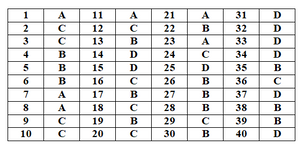 1 A 11 A 21 A 31 D
2 C 12 C 22 B 32 D
3 C 13 B 23 A 33 D
4 B 14 D 24 C 34 D
5 B 15 D 25 D 35 B
6 B 16 C 26 B 36 C
7 A 17 B 27 B 37 D
8 A 18 C 28 B 38 B
9 C 19 B 29 C 39 B
10 C 20 C 30 B 40 D